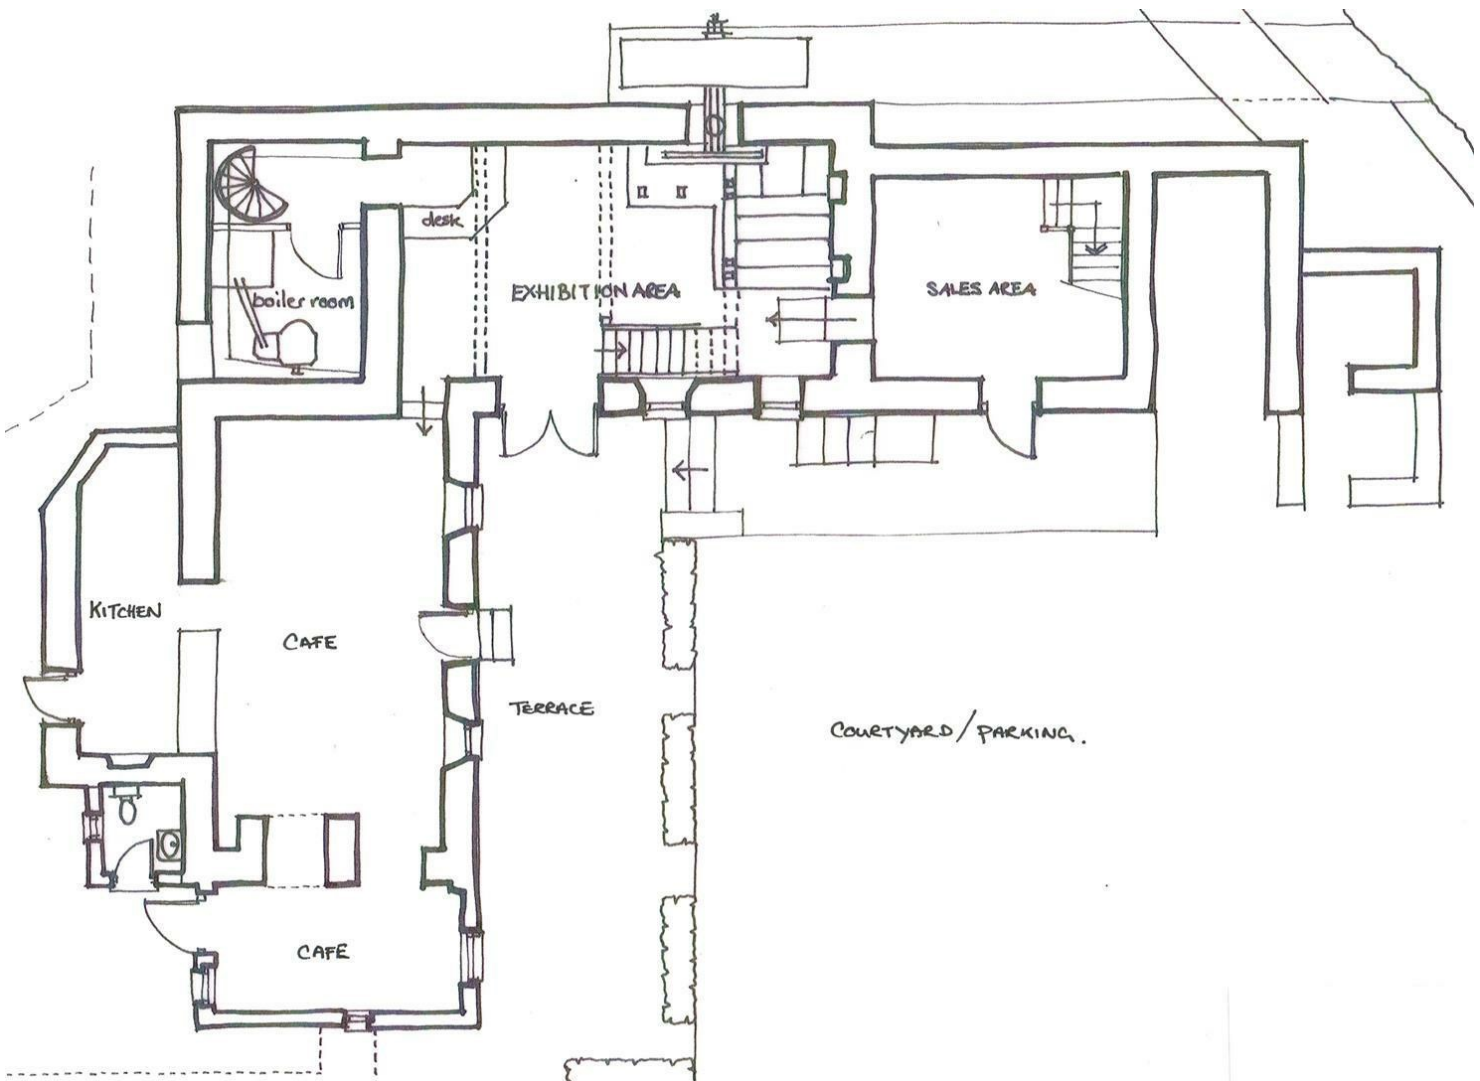 desk
boiler room
EXHIBITION AREA
SALES AREA
KITCHEN
CAFE
TERRACE
COURTYARD/PARKING.
CAFE